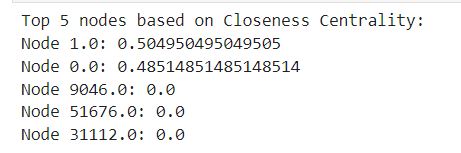 Top 5 nodes based on Closeness Centrality:
Node 1.0: 0.504950495049505
Node 0.0: 0.48514851485148514
Node 9046.0: 0.0
Node 51676.0: 0.0
Node 31112.0: 0.0